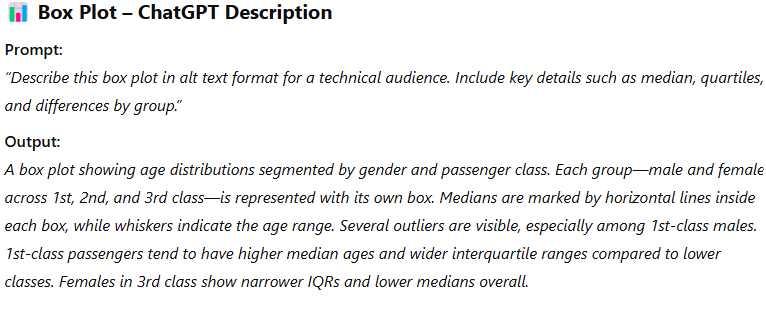 Box Plot – ChatGPT Description
Prompt:
“Describe this box plot in alt text format for a technical audience. Include key details such as median, quartiles,
and differences by group.”
Output:
A box plot showing age distributions segmented by gender and passenger class. Each group—male and female
across 1st, 2nd, and 3rd class—is represented with its own box. Medians are marked by horizontal lines inside
each box, while whiskers indicate the age range. Several outliers are visible, especially among 1st-class males.
1st-class passengers tend to have higher median ages and wider interquartile ranges compared to lower
classes. Females in 3rd class show narrower IQRs and lower medians overall.